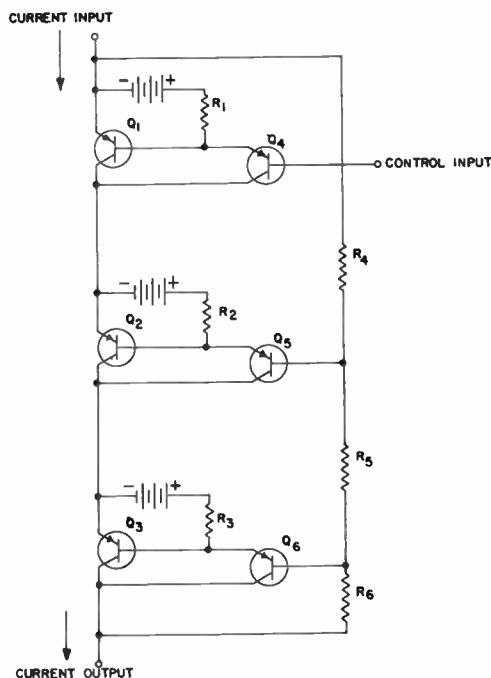 CURRENT INPUT
- +
R1
Q1
Q4
CONTROL INPUT
R4
- +
R2
Q2
Q5
R5
- +
R3
Q3
Q6
R6
CURRENT OUTPUT